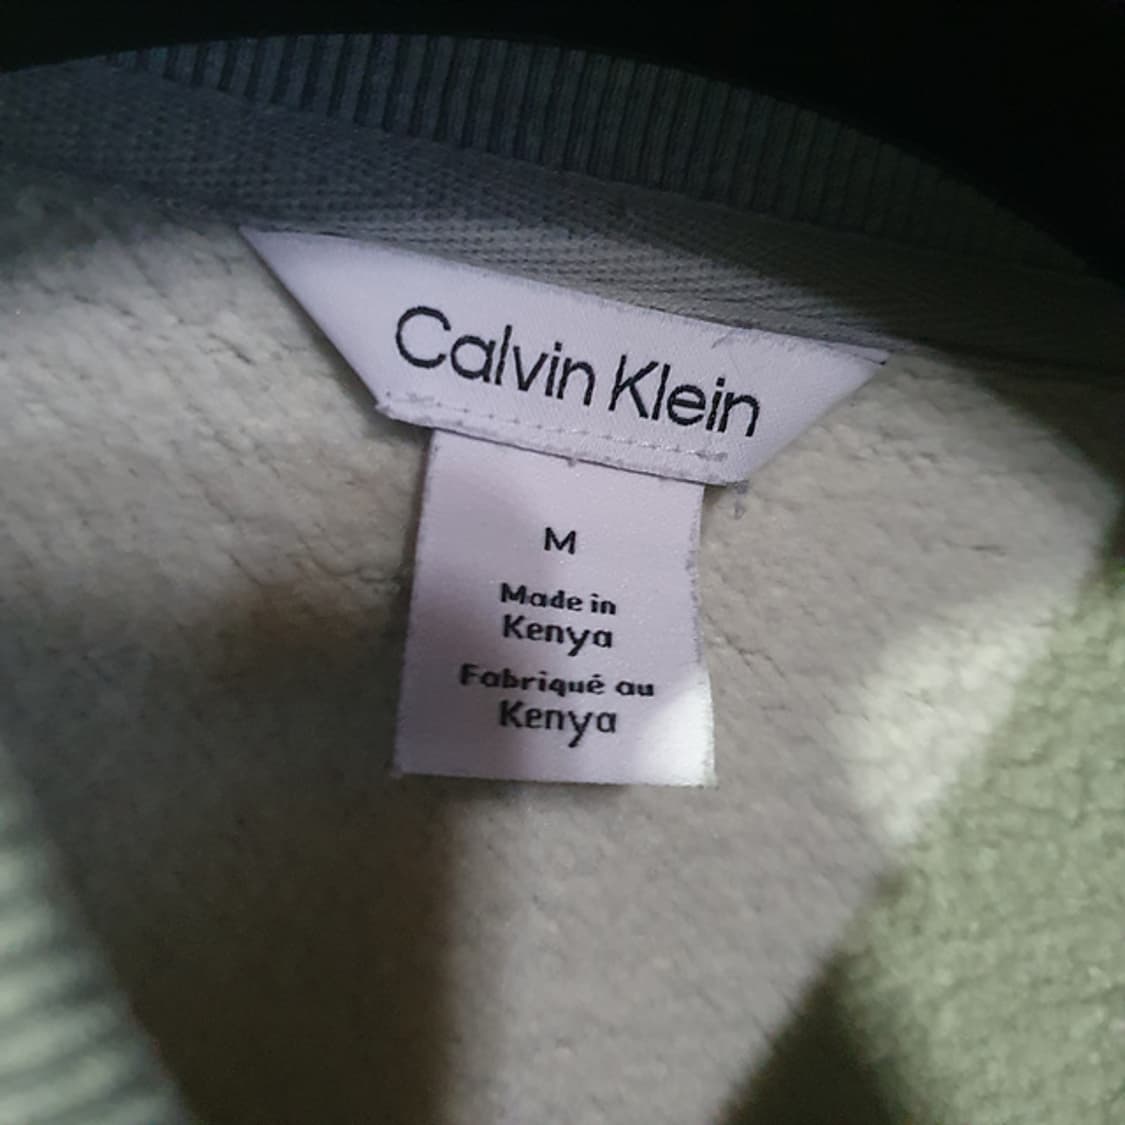 Calvin Klein
M
Made in
Kenya
Fabriqué au
Kenya